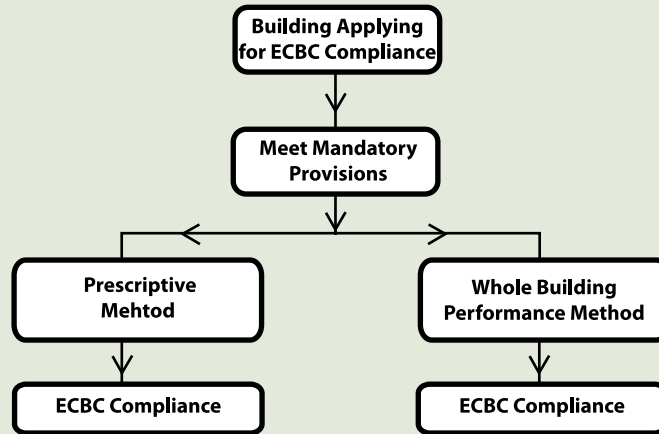 Building Applying
for ECBC Compliance
Meet Mandatory
Provisions
Prescriptive
Mehtod
Whole Building
Performance Method
ECBC Compliance
ECBC Compliance